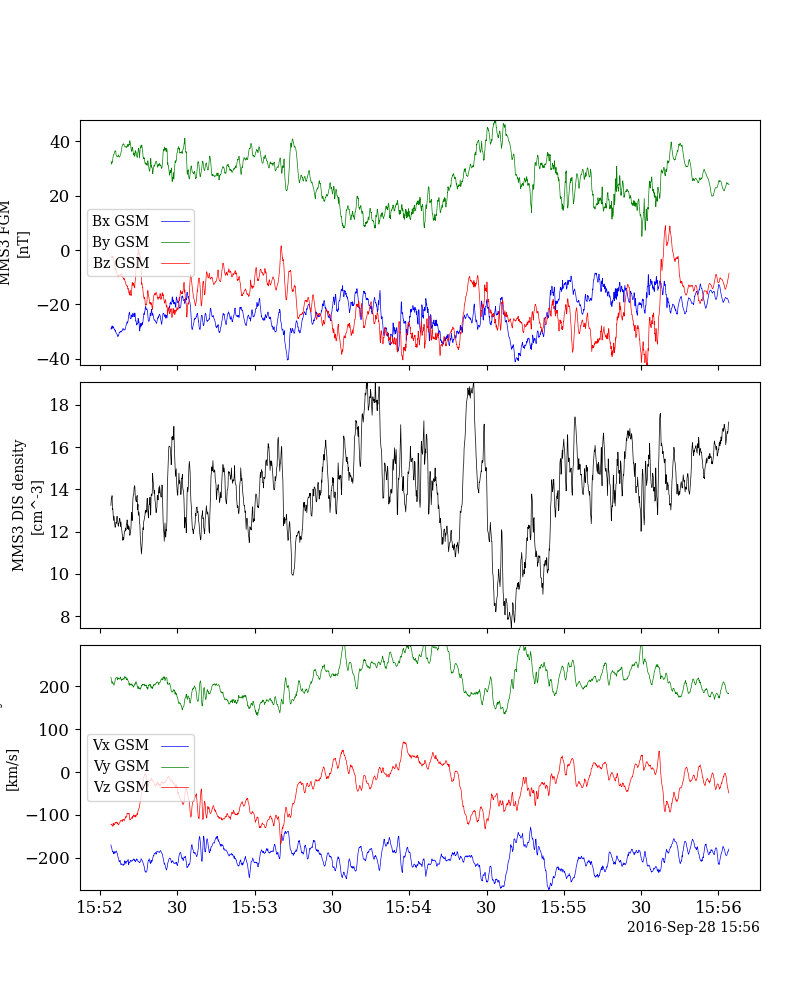 40
20
0
−20
−40
MMS3 FGM
[nT]
Bx GSM
By GSM
Bz GSM
18
16
14
12
10
8
MMS3 DIS density
[cm^-3]
200
100
0
−100
−200
[km/s]
Vx GSM
Vy GSM
Vz GSM
15:52 30 15:53 30 15:54 30 15:55 30 15:56
2016-Sep-28 15:56